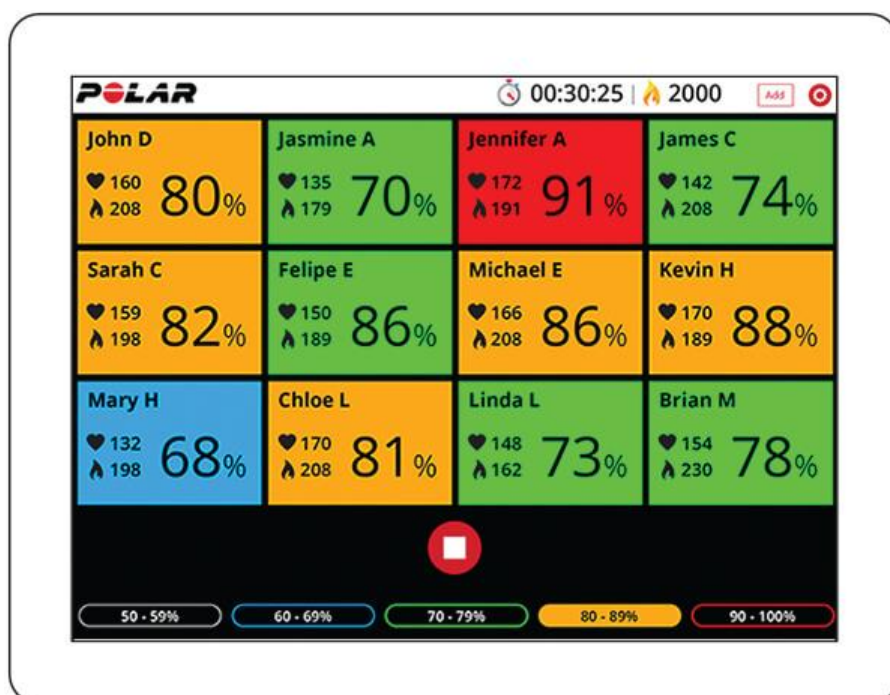 POLAR 00:30:25 | 2000 Add
John D
160
208 80%
Jasmine A
135
179 70%
Jennifer A
172
191 91%
James C
142
208 74%
Sarah C
159
198 82%
Felipe E
150
189 86%
Michael E
166
208 86%
Kevin H
170
189 88%
Mary H
132
198 68%
Chloe L
170
208 81%
Linda L
148
162 73%
Brian M
154
230 78%
50 - 59% 60 - 69% 70 - 79% 80 - 89% 90 - 100%